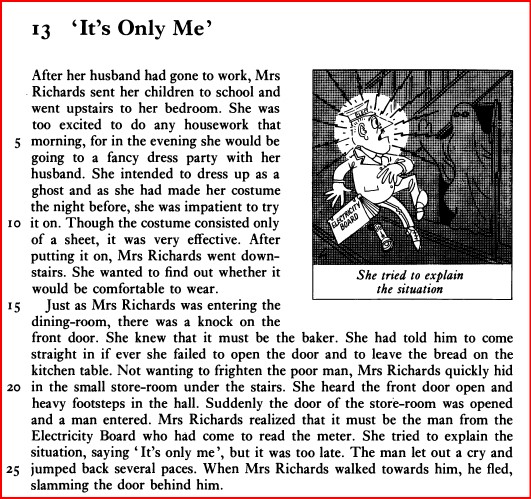 13 ‘It's Only Me’
After her husband had gone to work, Mrs
Richards sent her children to school and
went upstairs to her bedroom. She was
too excited to do any housework that
5 morning, for in the evening she would be
going to a fancy dress party with her
husband. She intended to dress up as a
ghost and as she had made her costume
the night before, she was impatient to try
10 it on. Though the costume consisted only
of a sheet, it was very effective. After
putting it on, Mrs Richards went down-
stairs. She wanted to find out whether it
would be comfortable to wear.
ELECTRICITY
BOARD
She tried to explain
the situation
15 Just as Mrs Richards was entering the
dining-room, there was a knock on the
front door. She knew that it must be the baker. She had told him to come
straight in if ever she failed to open the door and to leave the bread on the
kitchen table. Not wanting to frighten the poor man, Mrs Richards quickly hid
20 in the small store-room under the stairs. She heard the front door open and
heavy footsteps in the hall. Suddenly the door of the store-room was opened
and a man entered. Mrs Richards realized that it must be the man from the
Electricity Board who had come to read the meter. She tried to explain the
situation, saying ‘It's only me’, but it was too late. The man let out a cry and
25 jumped back several paces. When Mrs Richards walked towards him, he fled,
slamming the door behind him.